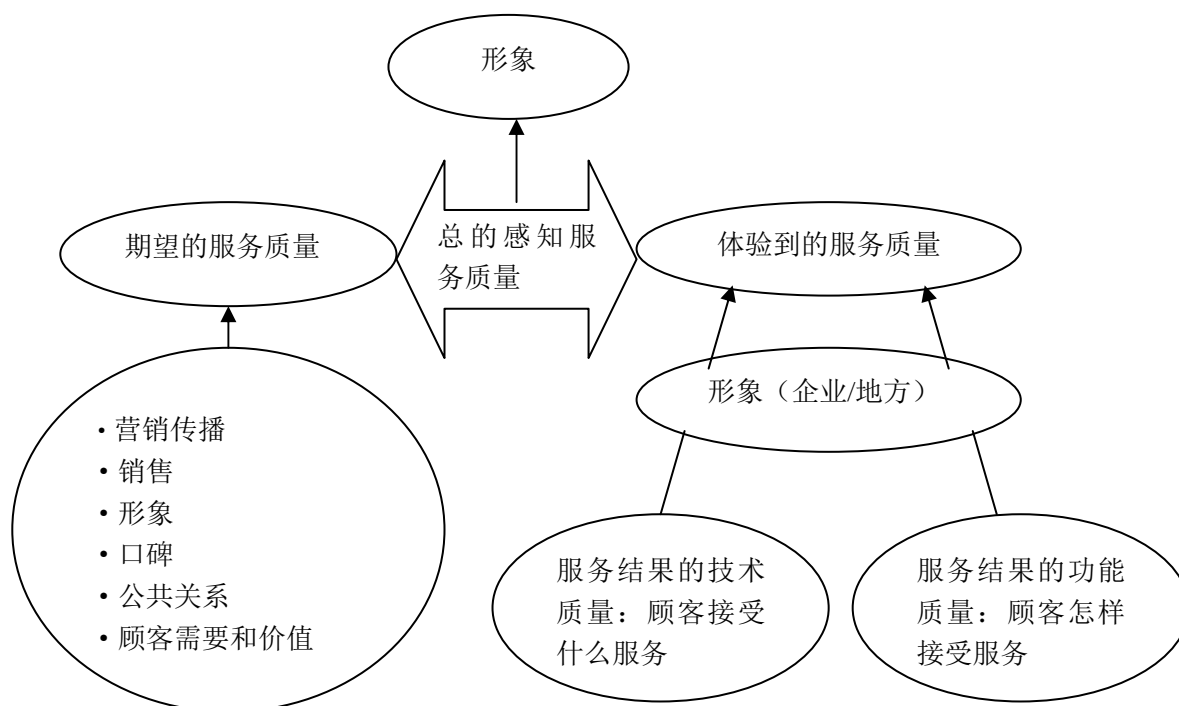 形象
期望的服务质量
总的感知服
务质量
体验到的服务质量
形象（企业/地方）
·营销传播
·销售
·形象
·口碑
·公共关系
·顾客需要和价值
服务结果的技术
质量：顾客接受
什么服务
服务结果的功能
质量：顾客怎样
接受服务